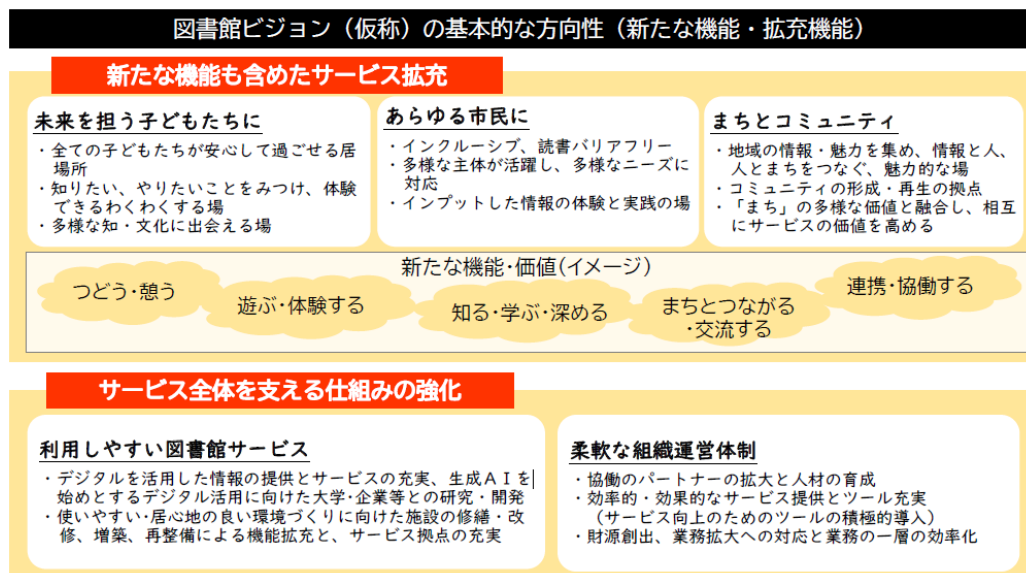 図書館ビジョン（仮称）の基本的な方向性（新たな機能・拡充機能）
新たな機能も含めたサービス拡充
未来を担う子どもたちに
・全ての子どもたちが安心して過ごせる居
場所
・知りたい、やりたいことをみつけ、体験
できるわくわくする場
・多様な知・文化に出会える場
あらゆる市民に
・インクルーシブ、読書バリアフリー
・多様な主体が活躍し、多様なニーズに
対応
・インプットした情報の体験と実践の場
まちとコミュニティ
・地域の情報・魅力を集め、情報と人、
人とまちをつなぐ、魅力的な場
・コミュニティの形成・再生の拠点
・「まち」の多様な価値と融合し、相互
にサービスの価値を高める
新たな機能・価値(イメージ)
つどう・憩う
遊ぶ・体験する
知る・学ぶ・深める
まちとつながる
・交流する
連携・協働する
サービス全体を支える仕組みの強化
利用しやすい図書館サービス
・デジタルを活用した情報の提供とサービスの充実、生成ＡＩを
始めとするデジタル活用に向けた大学・企業等との研究・開発
・使いやすい・居心地の良い環境づくりに向けた施設の修繕・改
修、増築、再整備による機能拡充と、サービス拠点の充実
柔軟な組織運営体制
・協働のパートナーの拡大と人材の育成
・効率的・効果的なサービス提供とツール充実
（サービス向上のためのツールの積極的導入）
・財源創出、業務拡大への対応と業務の一層の効率化